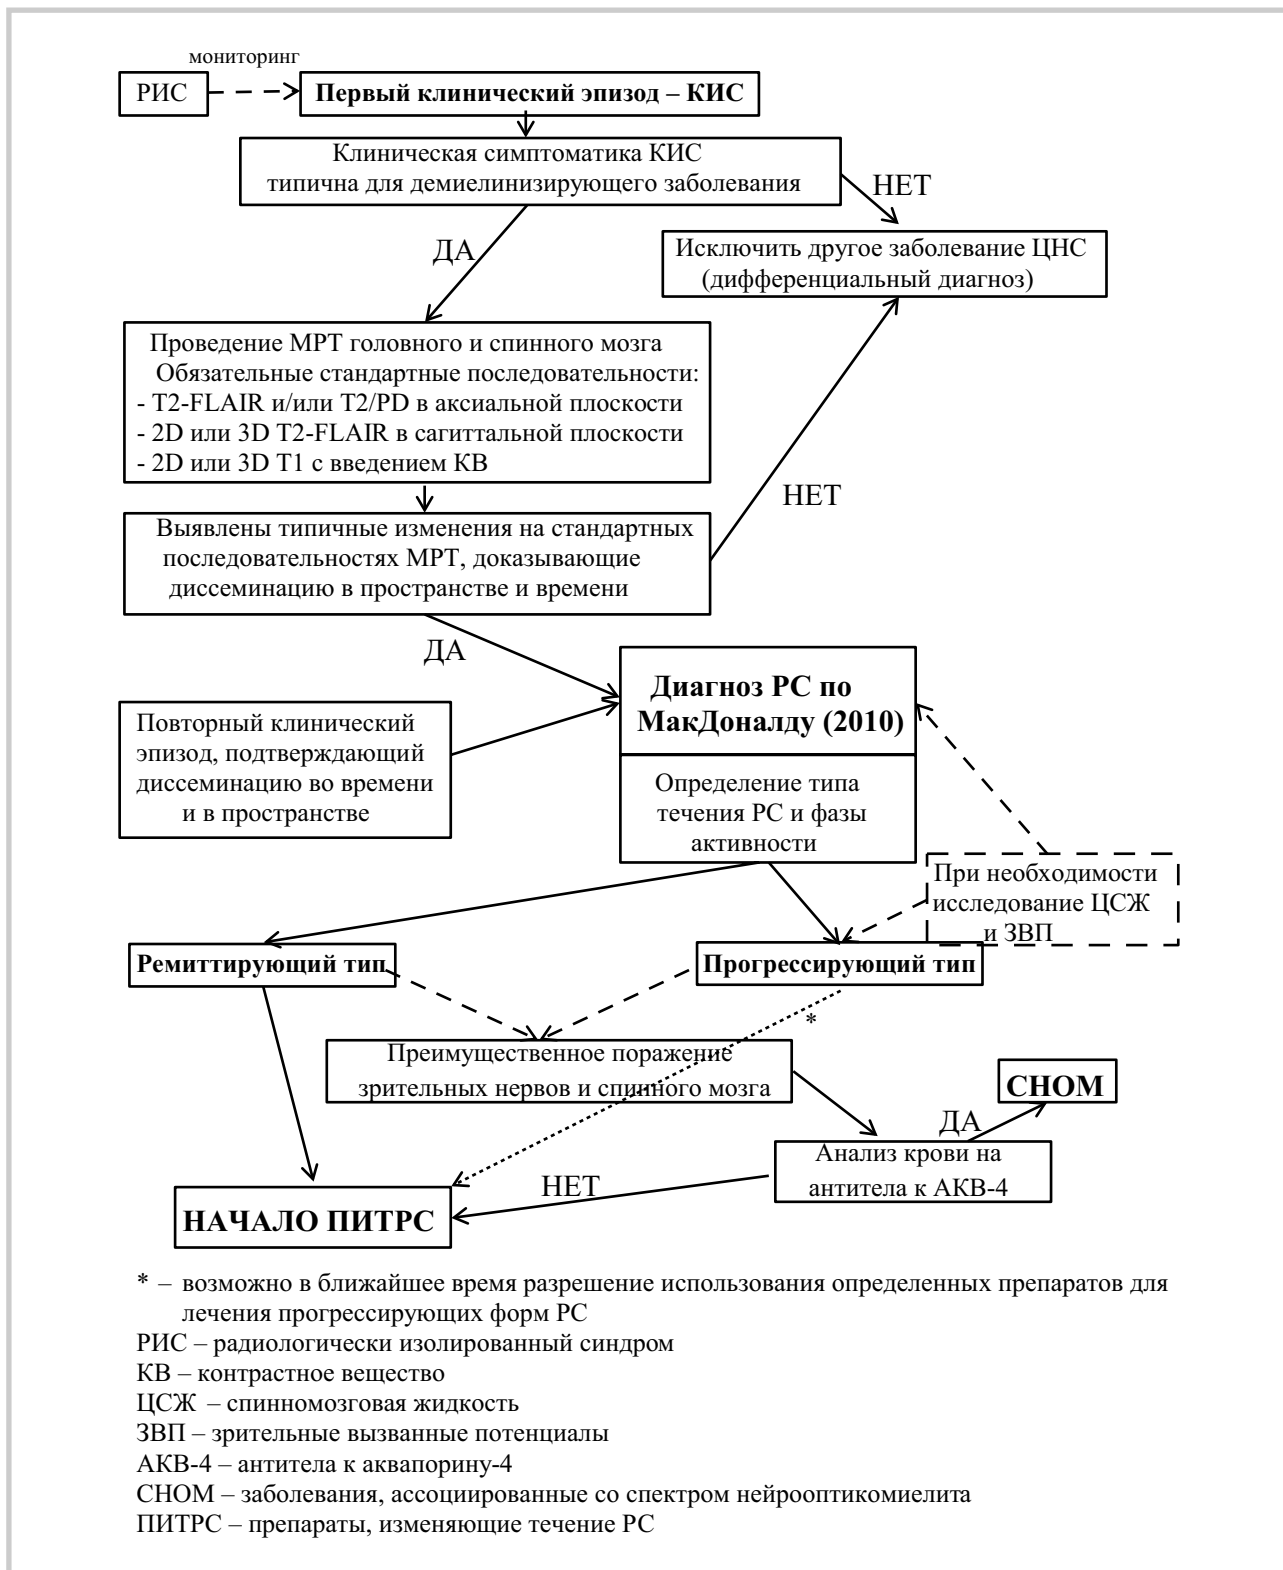 мониторинг
РИС
Первый клинический эпизод – КИС
Клиническая симптоматика КИС
типична для демиелинизирующего заболевания
НЕТ
ДА
Исключить другое заболевание ЦНС
(дифференциальный диагноз)
Проведение МРТ головного и спинного мозга
Обязательные стандартные последовательности:
- T2-FLAIR и/или T2/PD в аксиальной плоскости
- 2D или 3D T2-FLAIR в сагиттальной плоскости
- 2D или 3D T1 с введением КВ
НЕТ
Выявлены типичные изменения на стандартных
последовательностях МРТ, доказывающие
диссеминацию в пространстве и времени
ДА
Диагноз РС по
МакДоналду (2010)
Повторный клинический
эпизод, подтверждающий
диссеминацию во времени
и в пространстве
Определение типа
течения РС и фазы
активности
При необходимости
исследование ЦСЖ
и ЗВП
Ремиттирующий тип
Прогрессирующий тип
*
Преимущественное поражение
зрительных нервов и спинного мозга
СНОМ
ДА
Анализ крови на
антитела к АКВ-4
НЕТ
НАЧАЛО ПИТРС
* – возможно в ближайшее время разрешение использования определенных препаратов для
лечения прогрессирующих форм РС
РИС – радиологически изолированный синдром
КВ – контрастное вещество
ЦСЖ – спинномозговая жидкость
ЗВП – зрительные вызванные потенциалы
АКВ-4 – антитела к аквапорину-4
СНОМ – заболевания, ассоциированные со спектром нейрооптикомиелита
ПИТРС – препараты, изменяющие течение РС